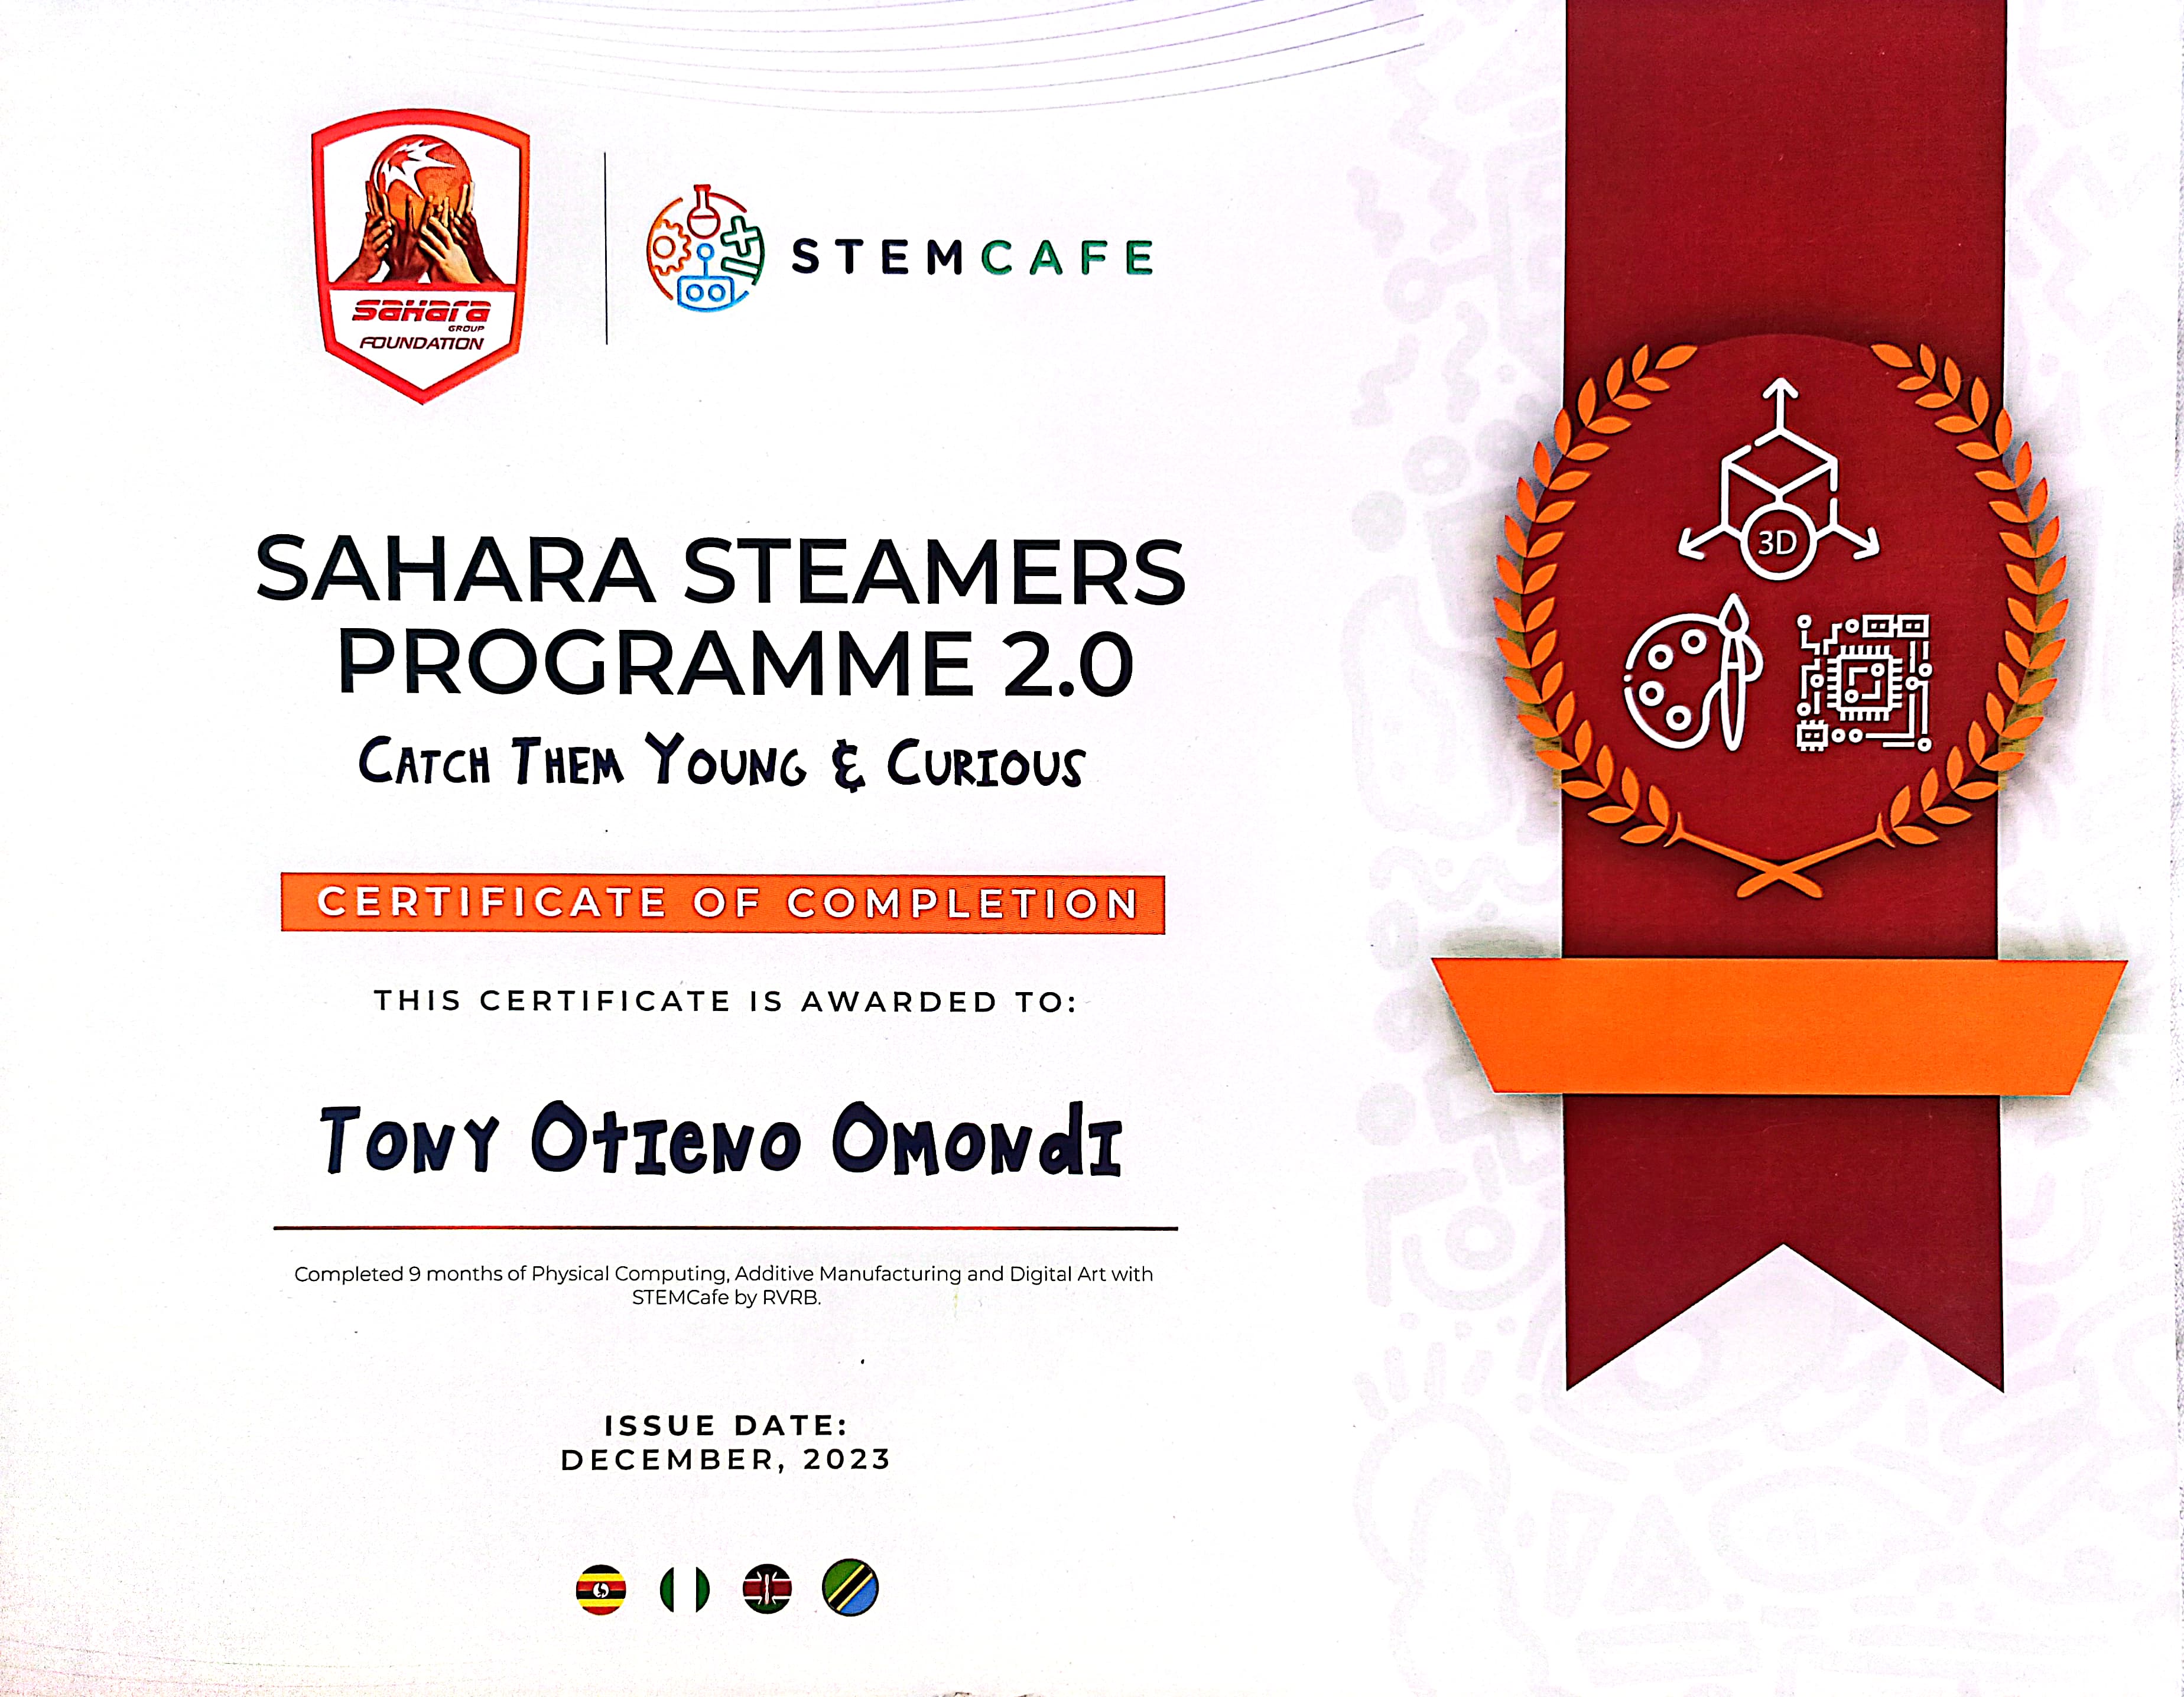 sahara
GROUP
FOUNDATION
STEMCAFE
SAHARA STEAMERS
PROGRAMME 2.0
CATCH THEM YOUNG & CURIOUS
CERTIFICATE OF COMPLETION
THIS CERTIFICATE IS AWARDED TO:
Tony Otieno Omondi
Completed 9 months of Physical Computing, Additive Manufacturing and Digital Art with
STEMCafe by RVRB.
ISSUE DATE:
DECEMBER, 2023
3D